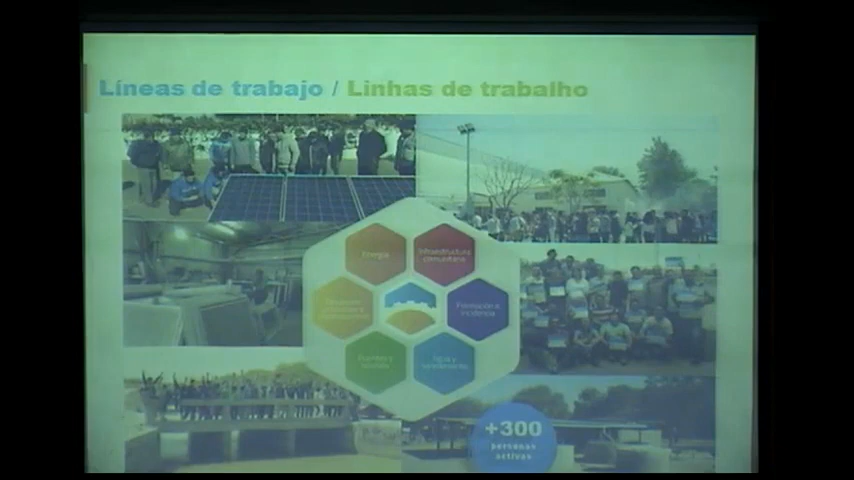 Líneas de trabajo / Linhas de trabalho
Energía
Infraestructura
comunitaria
Formación e
incidencia
Agua y
saneamiento
+300
personas
activas